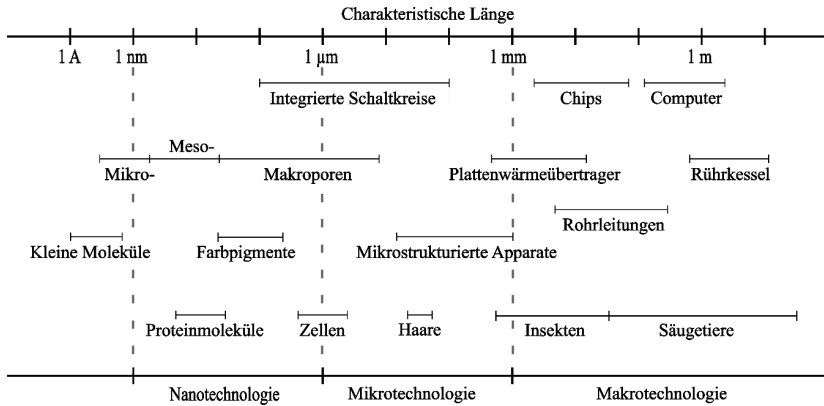 Charakteristische Länge
1 A 1 nm 1 µm 1 mm 1 m
Integrierte Schaltkreise Chips Computer
Meso-
Mikro- Makroporen Plattenwärmeübertrager Rührkessel
Rohrleitungen
Kleine Moleküle Farbpigmente Mikrostrukturierte Apparate
Proteinmoleküle Zellen Haare Insekten Säugetiere
Nanotechnologie Mikrotechnologie Makrotechnologie